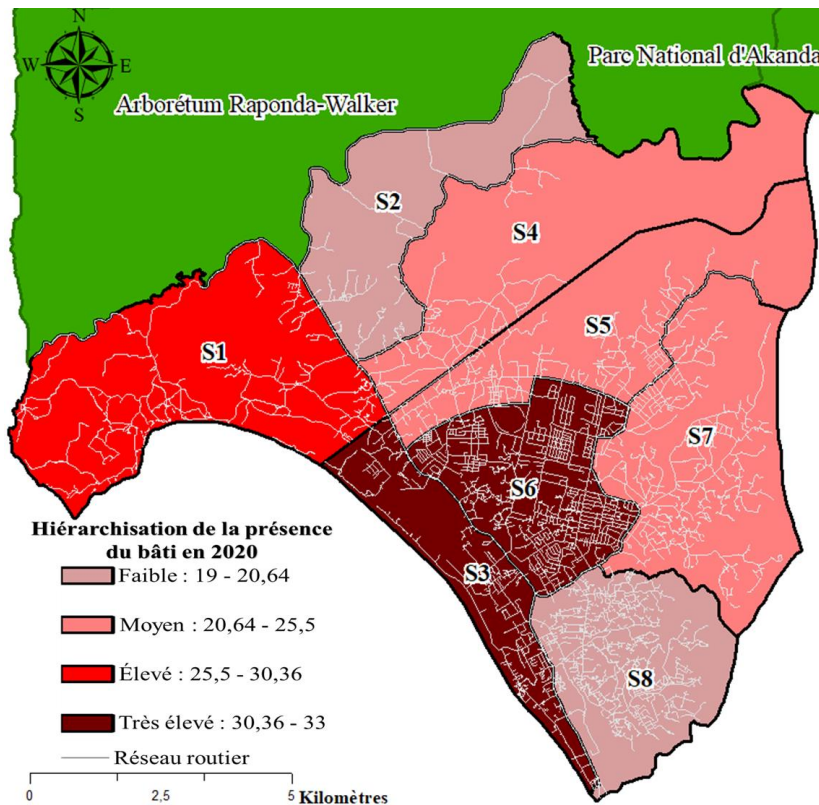 N
W E
S
Parc National d'Akanda
Arborétum Raponda-Walker
S2
S4
S5
S1
S7
S6
S3
S8
Hiérarchisation de la présence
du bâti en 2020
Faible : 19 - 20,64
Moyen : 20,64 - 25,5
Élevé : 25,5 - 30,36
Très élevé : 30,36 - 33
Réseau routier
0 2,5 5 Kilomètres